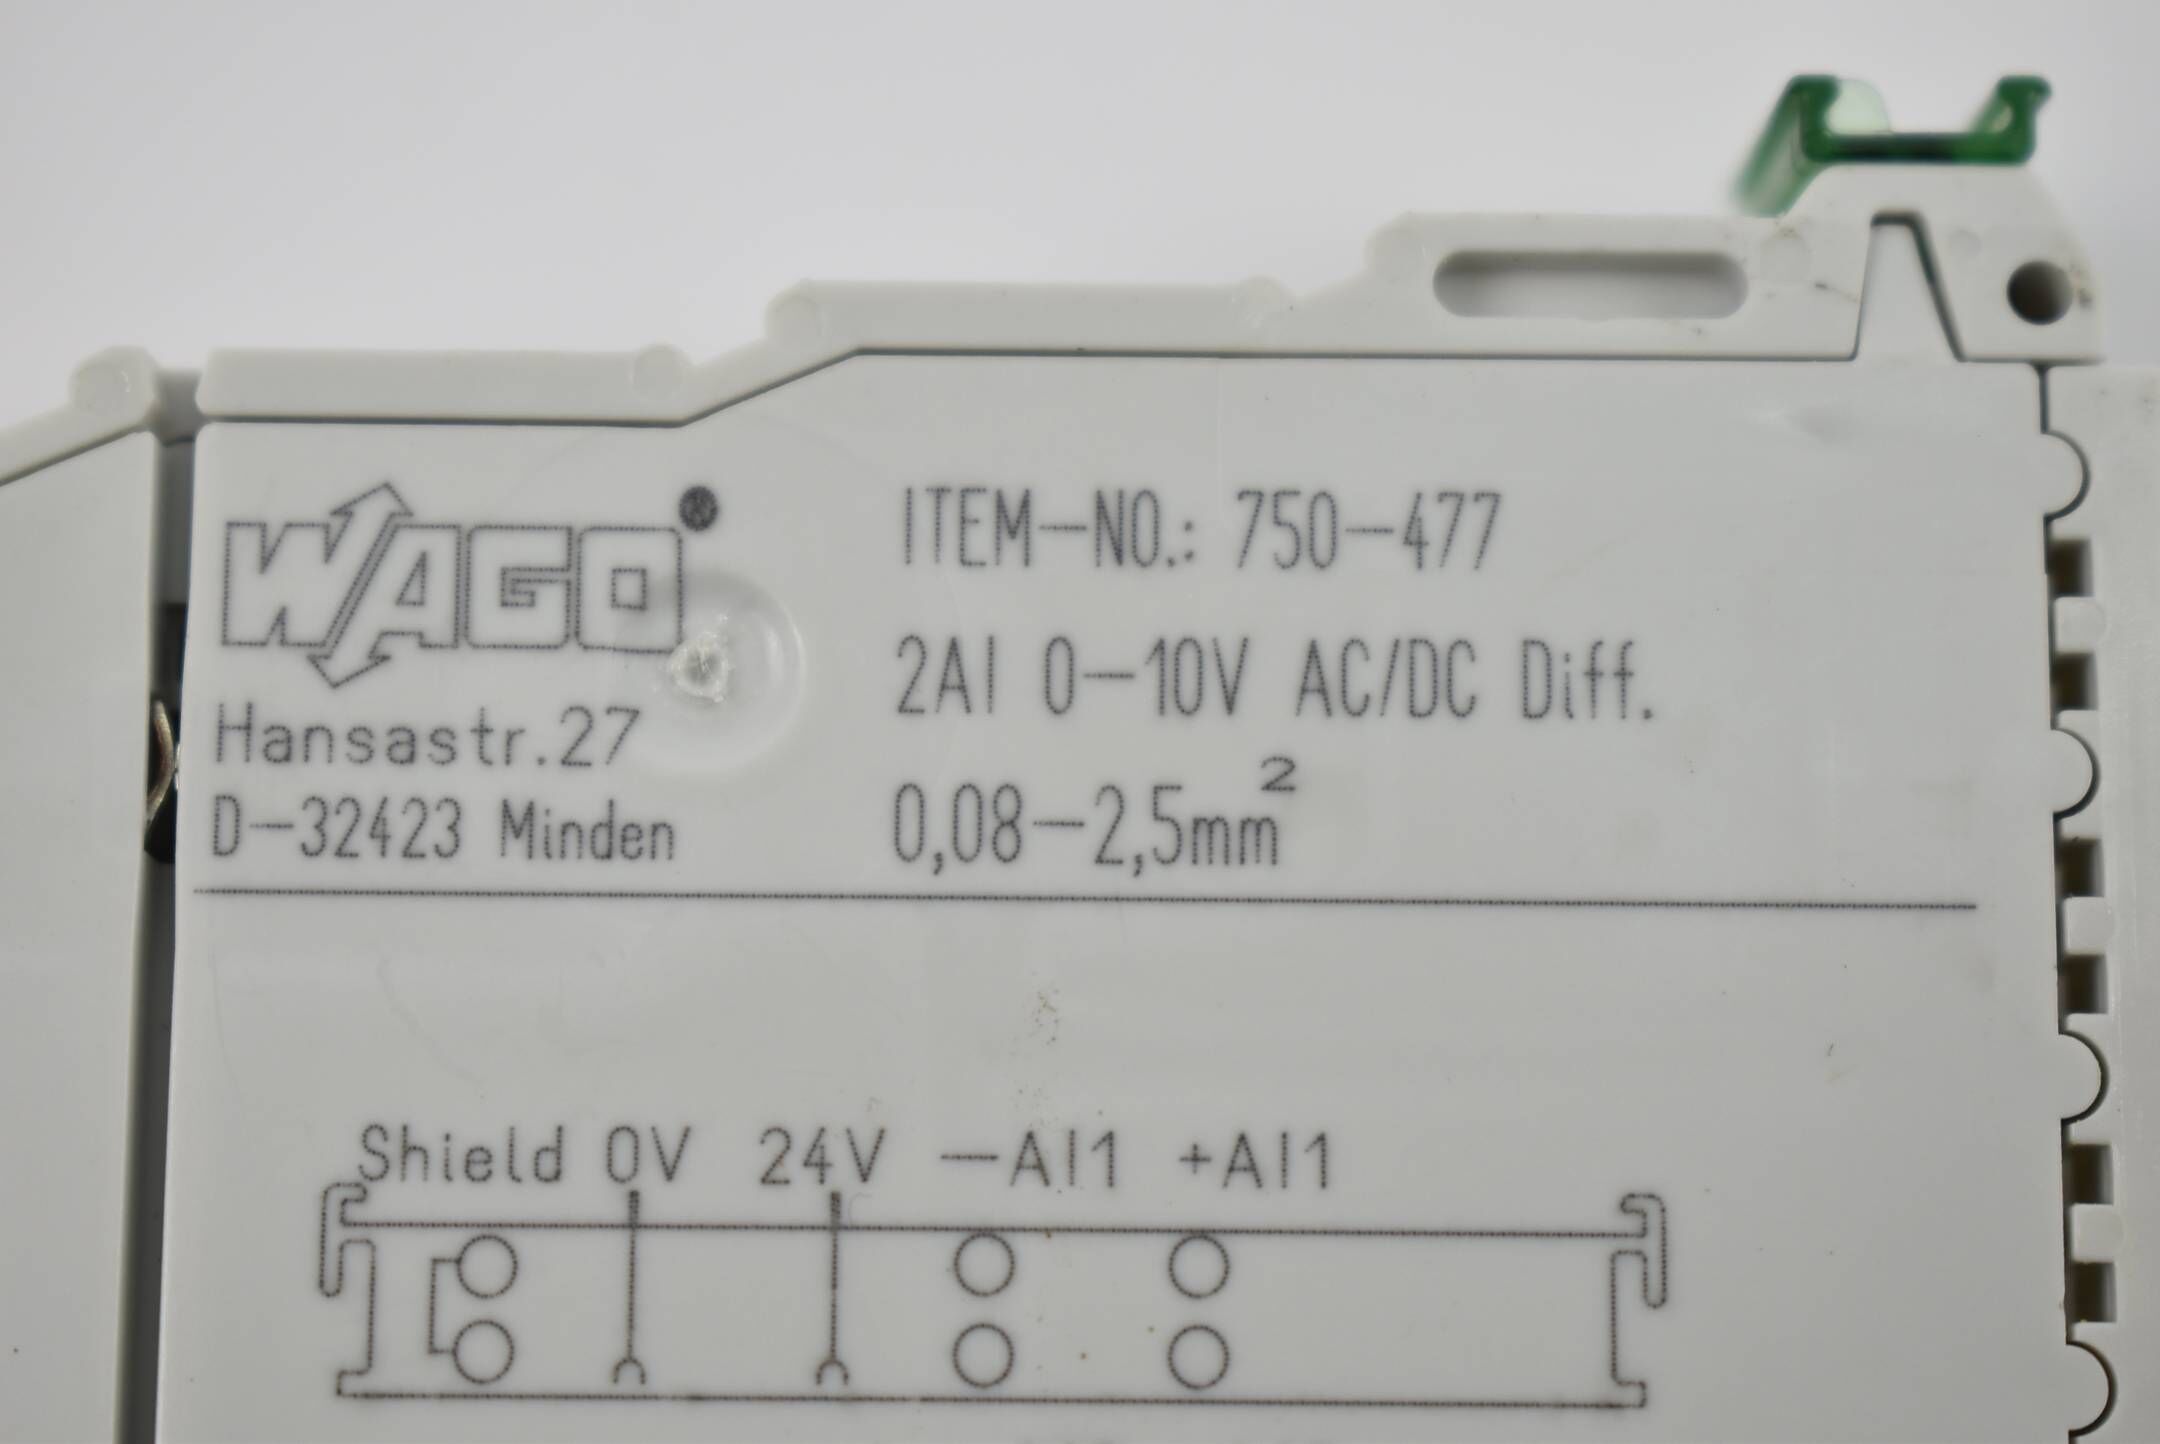 WAGO
Hansastr.27
D-32423 Minden
ITEM-NO.: 750-477
2AI 0-10V AC/DC Diff.
0,08-2,5mm²
Shield 0V 24V -AI1 +AI1